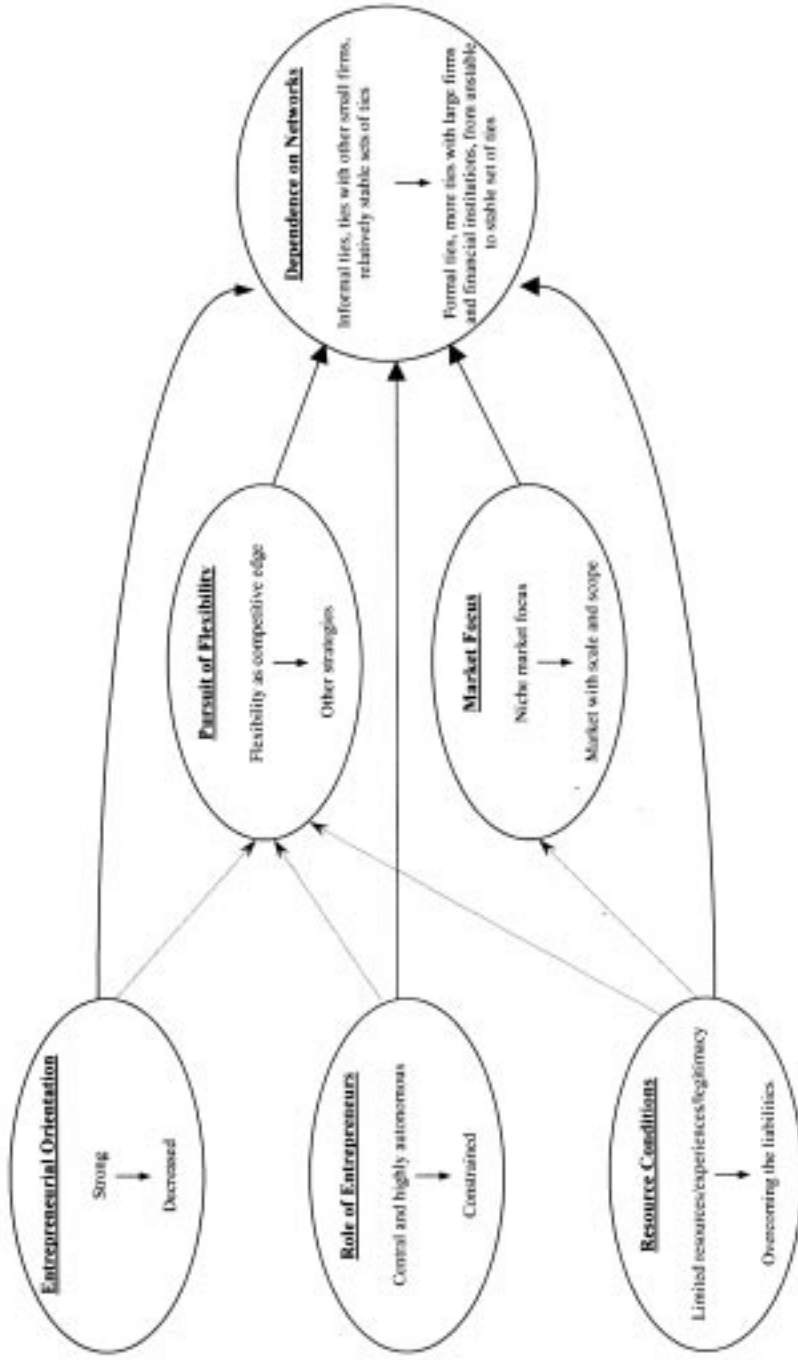 Entrepreneurial Orientation
Strong
Decreased
Role of Entrepreneurs
Central and highly autonomous
Constrained
Resource Conditions
Limited resources/experiences/legitimacy
Overcoming the liabilities
Pursuit of Flexibility
Flexibility as competitive edge
Other strategies
Market Focus
Niche market focus
Market with scale and scope
Dependence on Networks
Informal ties, ties with other small firms,
relatively stable sets of ties
Formal ties, more ties with large firms
and financial institutions, from unstable
to stable set of ties